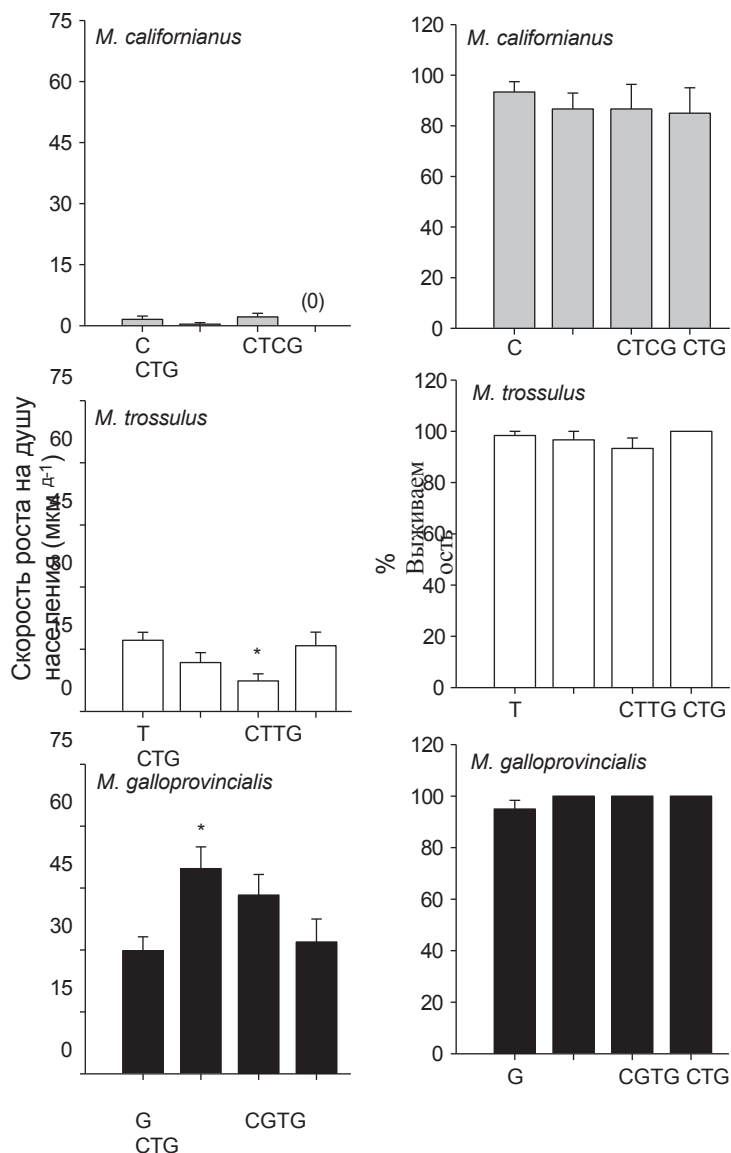 75
M. californianus
60
45
30
15
(0)
0
C CTCG
CTG
75
M. trossulus
60
45
30
15
*
0
T CTTG
CTG
75
M. galloprovincialis
60
*
45
30
15
0
G CGTG
CTG
Скорость роста на душу
населения (мкм д-1)
120
M. californianus
100
80
60
40
20
0
C CTCG CTG
120
M. trossulus
100
80
60
40
20
0
T CTTG CTG
120
M. galloprovincialis
100
80
60
40
20
0
G CGTG CTG
%
Выживаем
ость